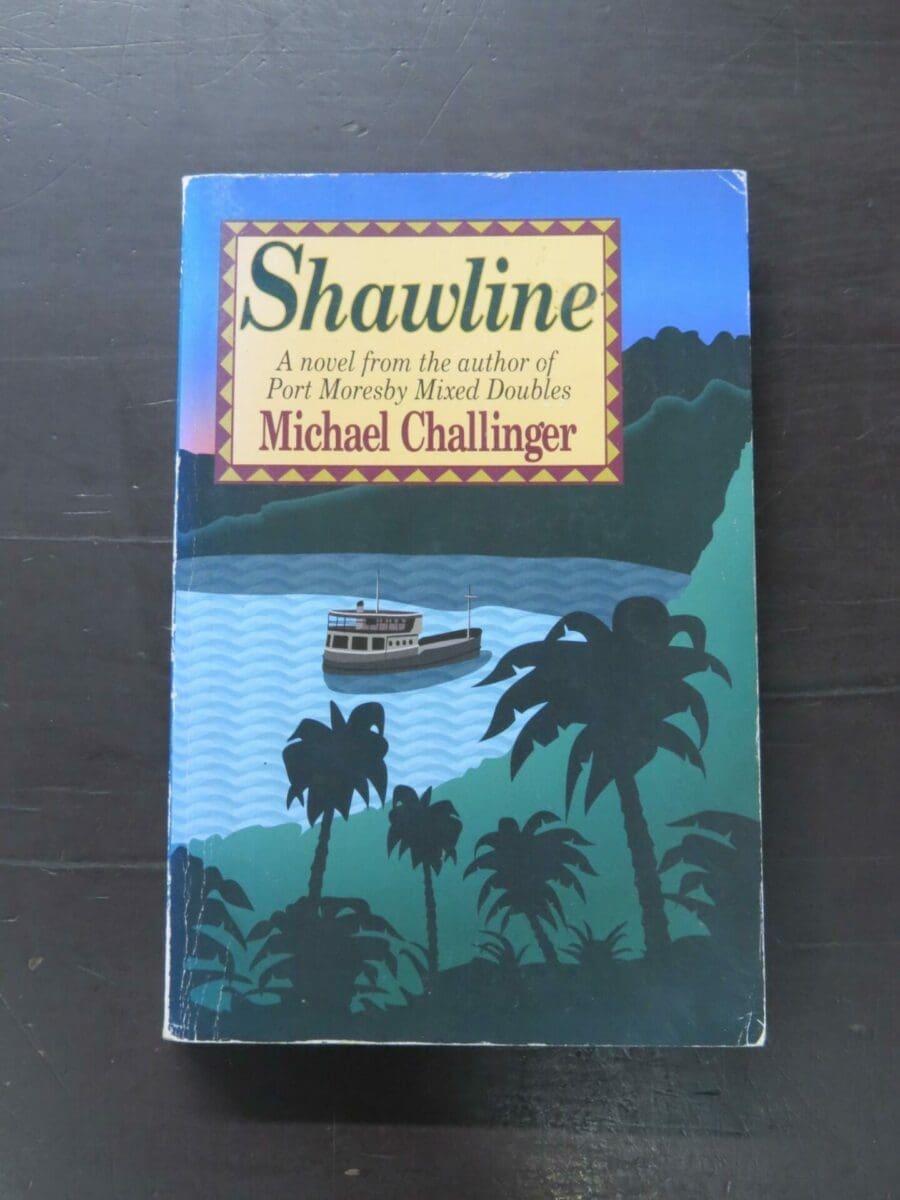 Shawline
A novel from the author of
Port Moresby Mixed Doubles
Michael Challinger